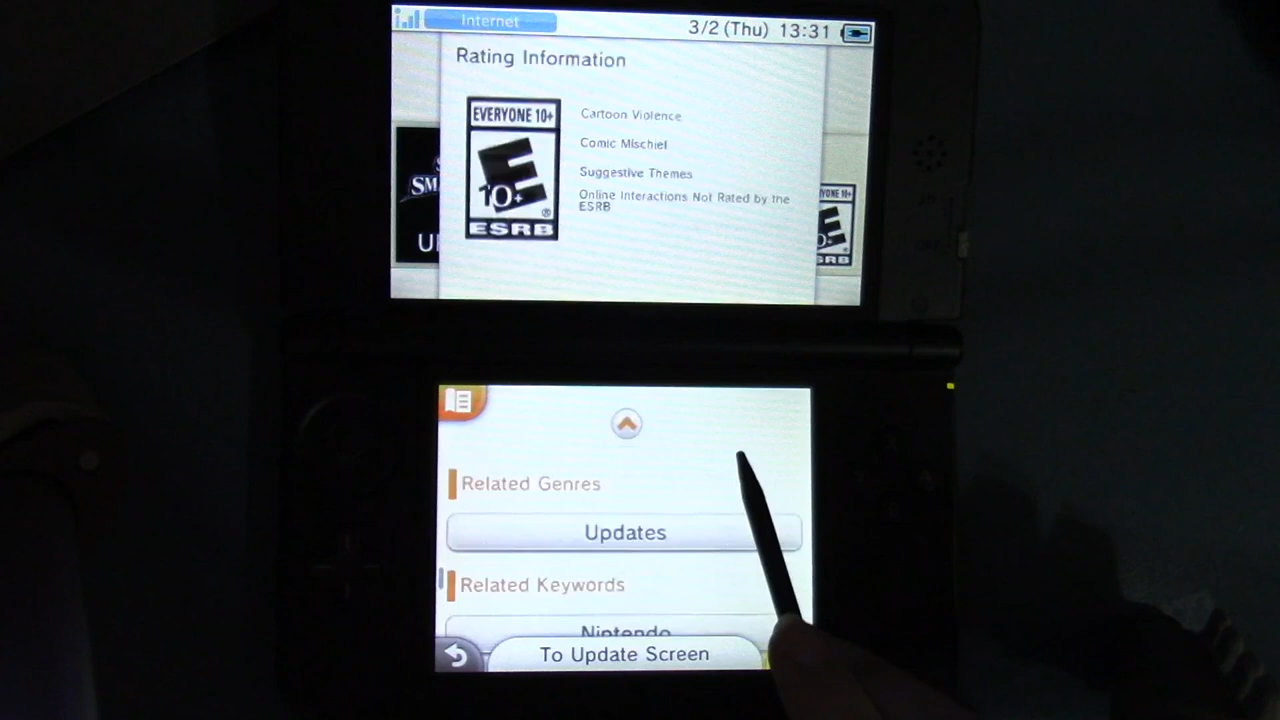 Internet
3/2 (Thu) 13:31
Rating Information
EVERYONE 10+
E
10+
®
ESRB
Cartoon Violence
Comic Mischief
Suggestive Themes
Online Interactions Not Rated by the
ESRB
Related Genres
Updates
Related Keywords
Nintendo
To Update Screen